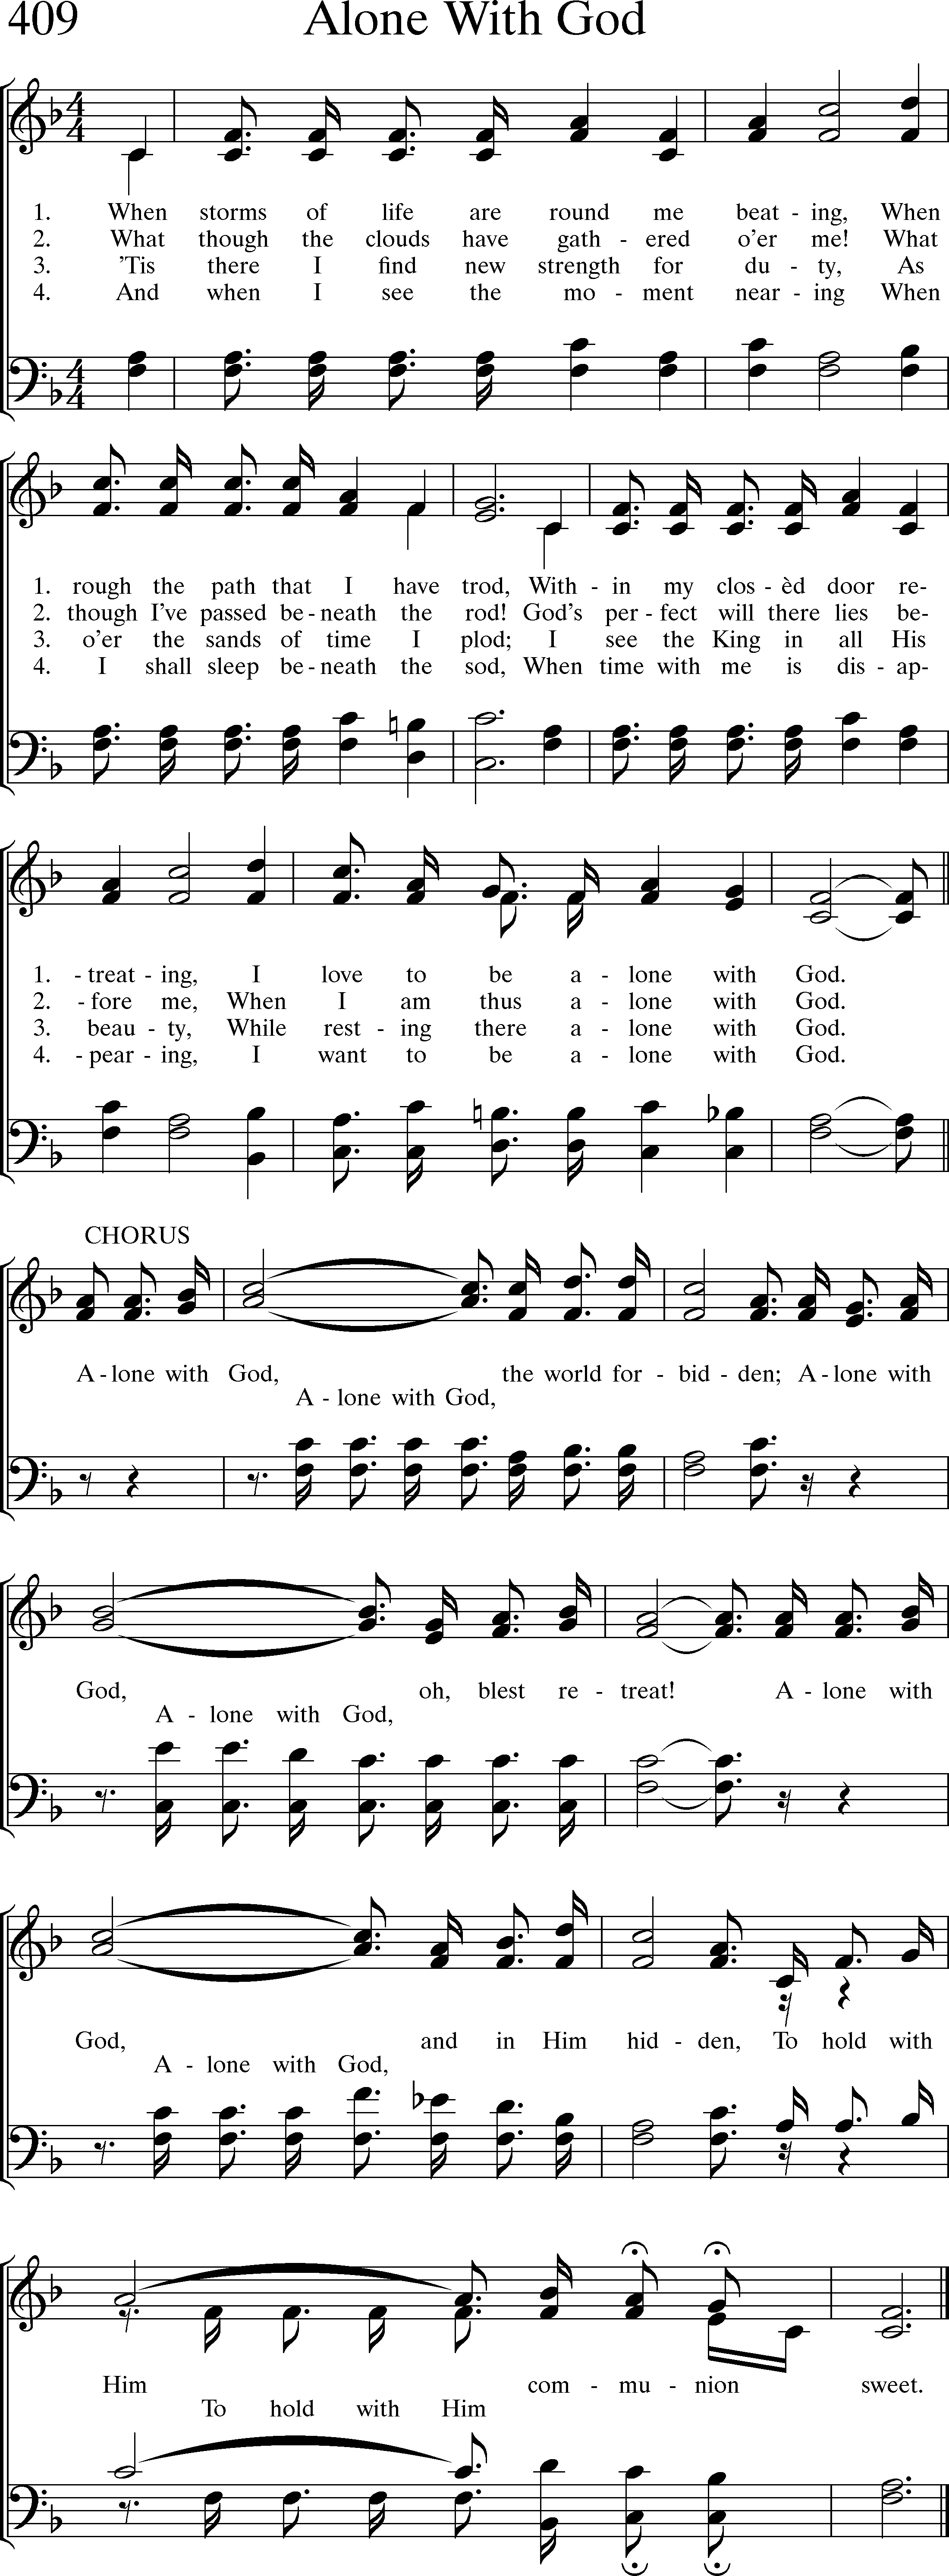 409 Alone With God
4
4
1. When storms of life are round me beat - ing, When
2. What though the clouds have gath - ered o'er me! What
3. 'Tis there I find new strength for du - ty, As
4. And when I see the mo - ment near - ing When
4
4
1. rough the path that I have trod, With - in my clos - èd door re-
2. though I've passed be - neath the rod! God's per - fect will there lies be-
3. o'er the sands of time I plod; I see the King in all His
4. I shall sleep be - neath the sod, When time with me is dis - ap-
1. - treat - ing, I love to be a - lone with God.
2. - fore me, When I am thus a - lone with God.
3. beau - ty, While rest - ing there a - lone with God.
4. - pear - ing, I want to be a - lone with God.
CHORUS
A - lone with God, the world for - bid - den; A - lone with
A - lone with God,
God, oh, blest re - treat! A - lone with
A - lone with God,
God, and in Him hid - den, To hold with
A - lone with God,
Him com - mu - nion sweet.
To hold with Him